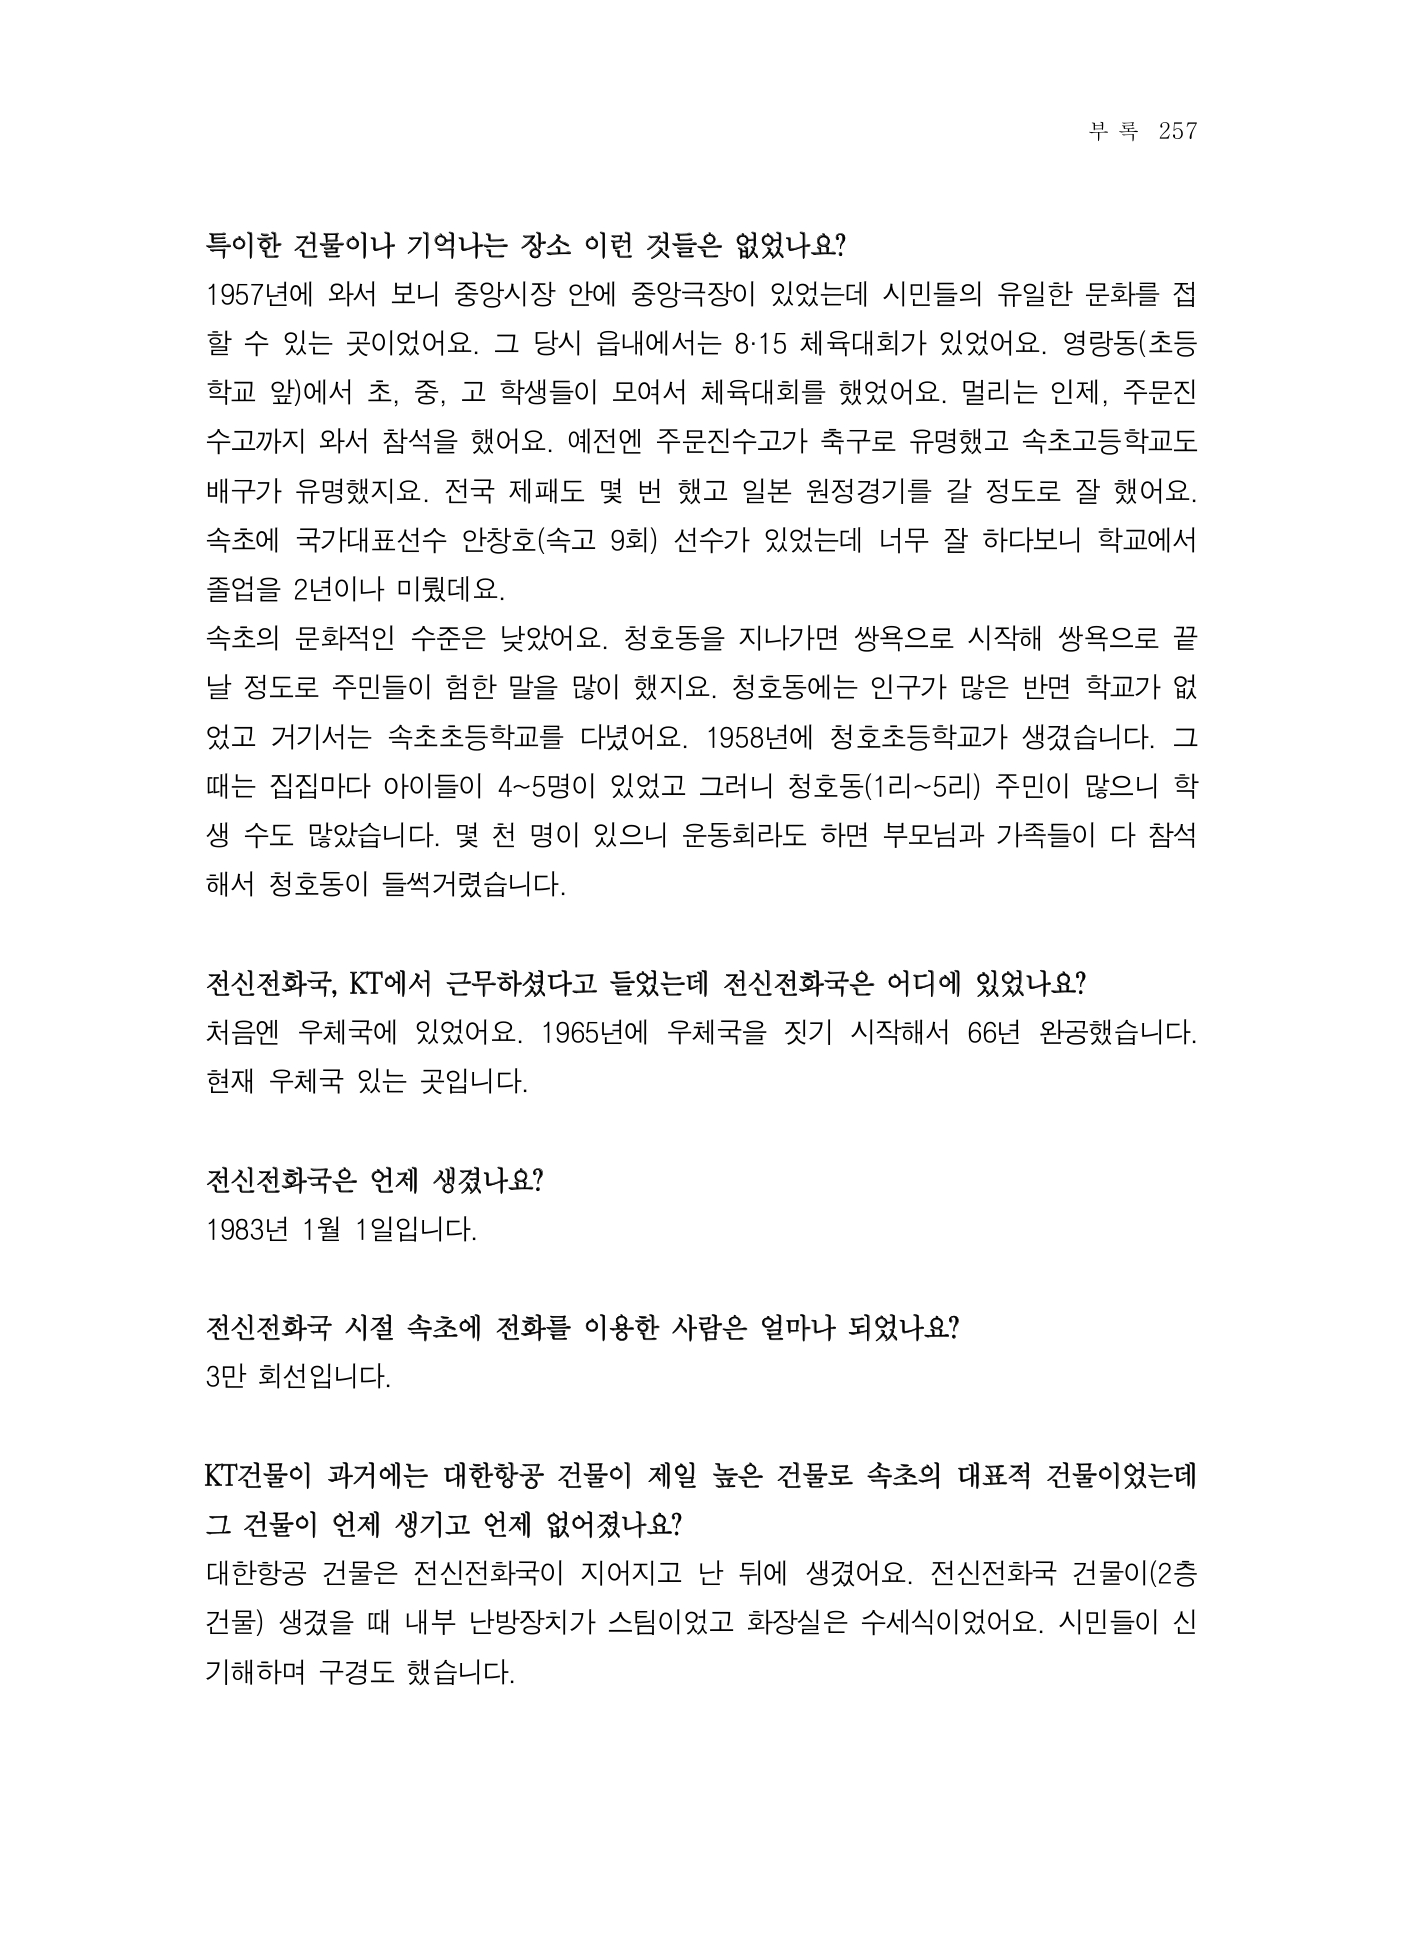 부 록 257
특이한 건물이나 기억나는 장소 이런 것들은 없었나요?
1957년에 와서 보니 중앙시장 안에 중앙극장이 있었는데 시민들의 유일한 문화를 접
할 수 있는 곳이었어요. 그 당시 읍내에서는 8·15 체육대회가 있었어요. 영랑동(초등
학교 앞)에서 초, 중, 고 학생들이 모여서 체육대회를 했었어요. 멀리는 인제, 주문진
수고까지 와서 참석을 했어요. 예전엔 주문진수고가 축구로 유명했고 속초고등학교도
배구가 유명했지요. 전국 제패도 몇 번 했고 일본 원정경기를 갈 정도로 잘 했어요.
속초에 국가대표선수 안창호(속고 9회) 선수가 있었는데 너무 잘 하다보니 학교에서
졸업을 2년이나 미뤘데요.
속초의 문화적인 수준은 낮았어요. 청호동을 지나가면 쌍욕으로 시작해 쌍욕으로 끝
날 정도로 주민들이 험한 말을 많이 했지요. 청호동에는 인구가 많은 반면 학교가 없
었고 거기서는 속초초등학교를 다녔어요. 1958년에 청호초등학교가 생겼습니다. 그
때는 집집마다 아이들이 4~5명이 있었고 그러니 청호동(1리~5리) 주민이 많으니 학
생 수도 많았습니다. 몇 천 명이 있으니 운동회라도 하면 부모님과 가족들이 다 참석
해서 청호동이 들썩거렸습니다.
전신전화국, KT에서 근무하셨다고 들었는데 전신전화국은 어디에 있었나요?
처음엔 우체국에 있었어요. 1965년에 우체국을 짓기 시작해서 66년 완공했습니다.
현재 우체국 있는 곳입니다.
전신전화국은 언제 생겼나요?
1983년 1월 1일입니다.
전신전화국 시절 속초에 전화를 이용한 사람은 얼마나 되었나요?
3만 회선입니다.
KT건물이 과거에는 대한항공 건물이 제일 높은 건물로 속초의 대표적 건물이었는데
그 건물이 언제 생기고 언제 없어졌나요?
대한항공 건물은 전신전화국이 지어지고 난 뒤에 생겼어요. 전신전화국 건물이(2층
건물) 생겼을 때 내부 난방장치가 스팀이었고 화장실은 수세식이었어요. 시민들이 신
기해하며 구경도 했습니다.